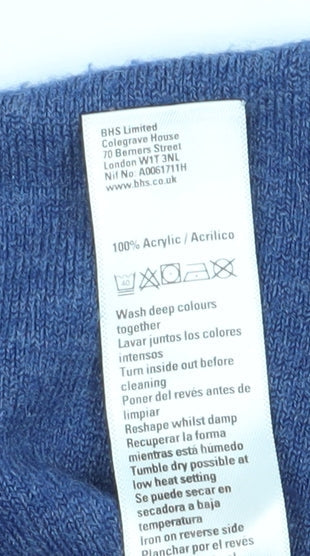 BHS Limited
Colegrave House
70 Berners Street
London W1T 3NL
Nif No: A0061711H
www.bhs.co.uk
100% Acrylic / Acrílico
40
Wash deep colours
together
Lavar juntos los colores
intensos
Turn inside out before
cleaning
Poner del revés antes de
limpiar
Reshape whilst damp
Recuperar la forma
mientras está húmedo
Tumble dry possible at
low heat setting
Se puede secar en
secadora a baja
temperatura
Iron on reverse side
Planchar por el revés